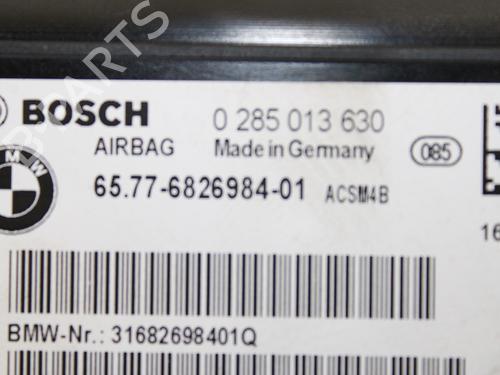 BOSCH 0 285 013 630
AIRBAG Made in Germany 085
BMW 65.77-6826984-01 ACSM4B
16
BMW-Nr.: 31682698401Q